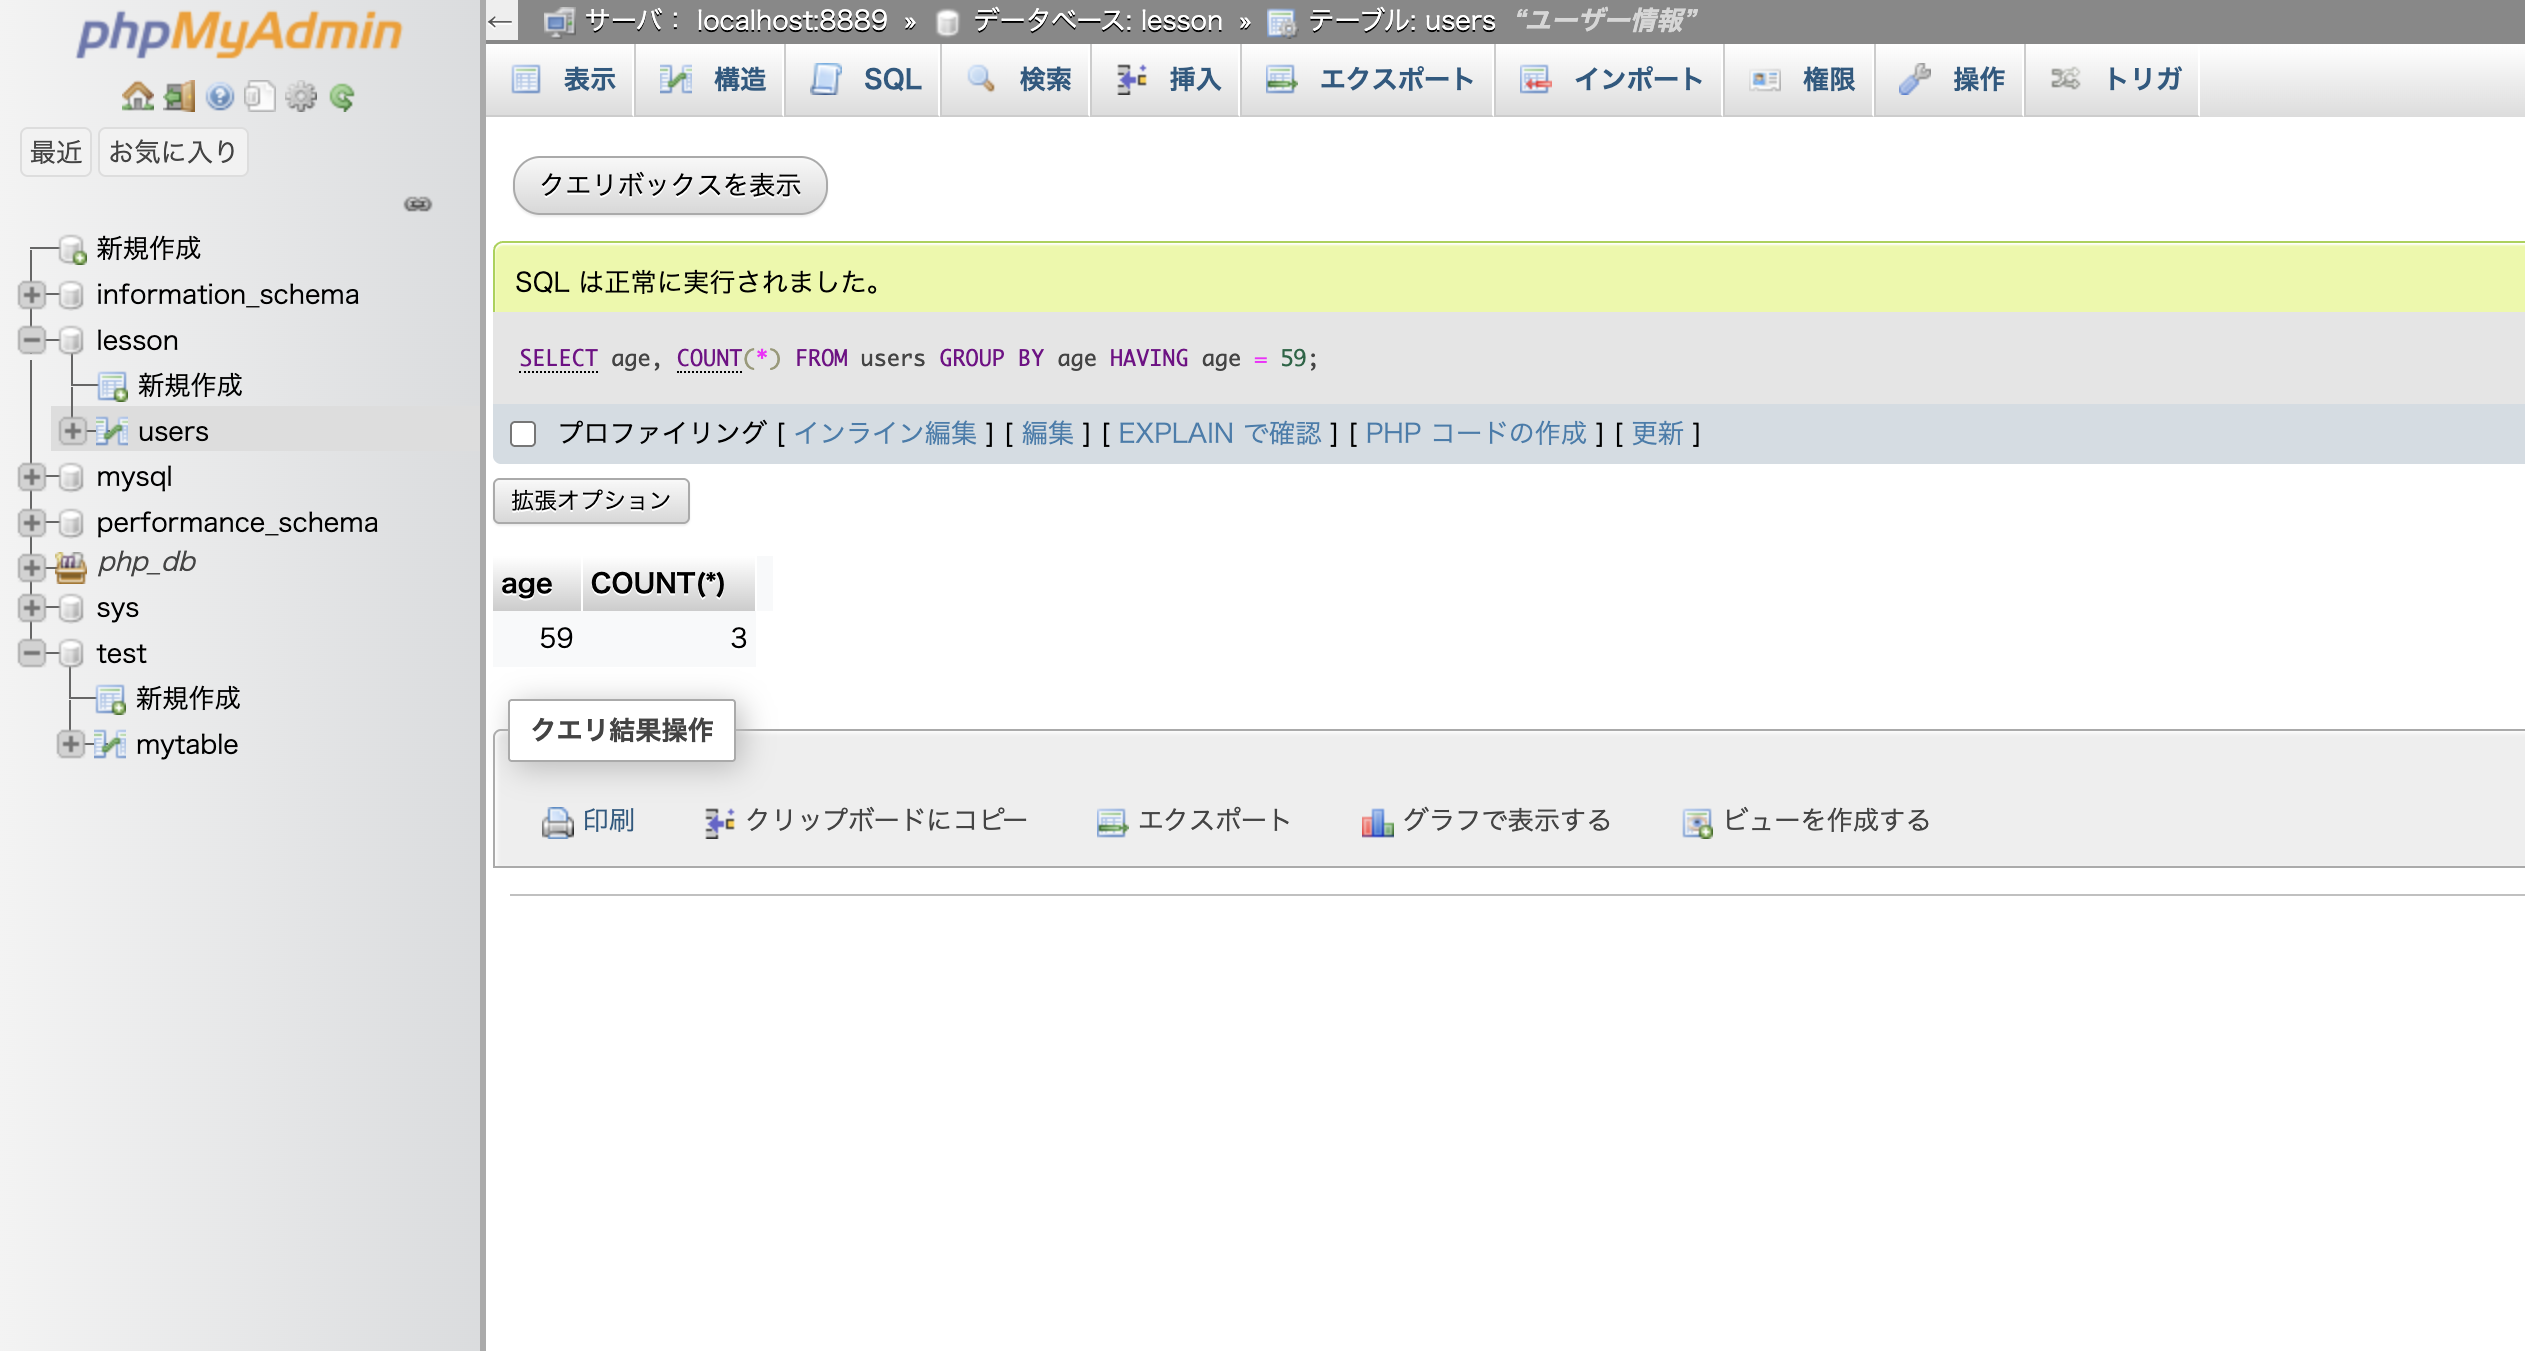 phpMyAdmin
最近 お気に入り
新規作成
information_schema
lesson
新規作成
users
mysql
performance_schema
php_db
sys
test
新規作成
mytable
サーバ: localhost:8889 » データベース: lesson » テーブル: users “ユーザー情報”
表示 構造 SQL 検索 挿入 エクスポート インポート 権限 操作 トリガ
クエリボックスを表示
SQL は正常に実行されました。
SELECT age, COUNT(*) FROM users GROUP BY age HAVING age = 59;
プロファイリング [ インライン編集 ] [ 編集 ] [ EXPLAIN で確認 ] [ PHP コードの作成 ] [ 更新 ]
拡張オプション
age COUNT(*)
59 3
クエリ結果操作
印刷 クリップボードにコピー エクスポート グラフで表示する ビューを作成する